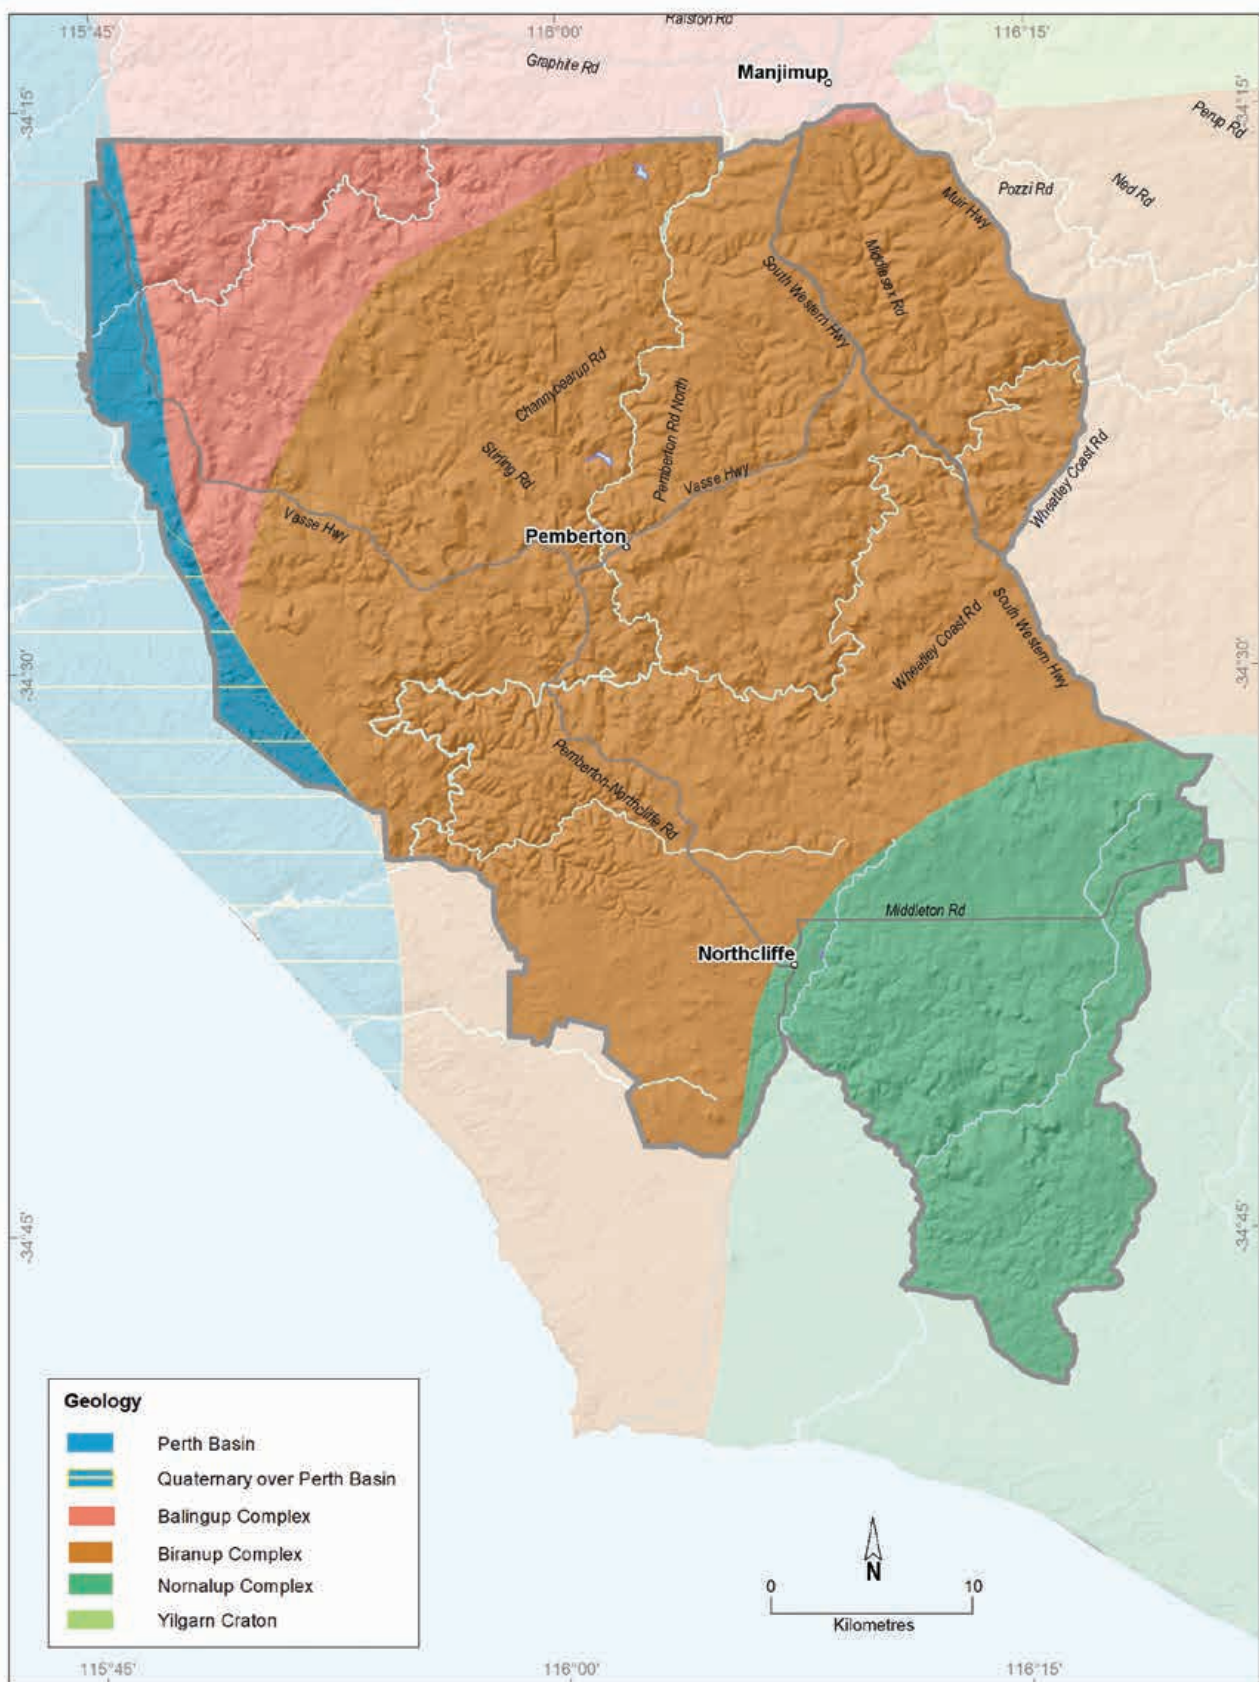 Ralston Rd
115°45'
116°00'
116°15'
Graphite Rd
Manjimup
-34°15'
-34°15'
Perup Rd
Pozzi Rd
Ned Rd
Muir Hwy
Middlesex Rd
South Western Hwy
Channybearup Rd
Pemberton Rd North
Stirling Rd
Vasse Hwy
Wheatley Coast Rd
Vasse Hwy
Pemberton
Wheatley Coast Rd
South Western Hwy
-34°30'
-34°30'
Pemberton-Northcliffe Rd
Middleton Rd
Northcliffe
-34°45'
-34°45'
Geology
Perth Basin
Quaternary over Perth Basin
Balingup Complex
Biranup Complex
Nornalup Complex
Yilgarn Craton
N
0 10
Kilometres
115°45'
116°00'
116°15'